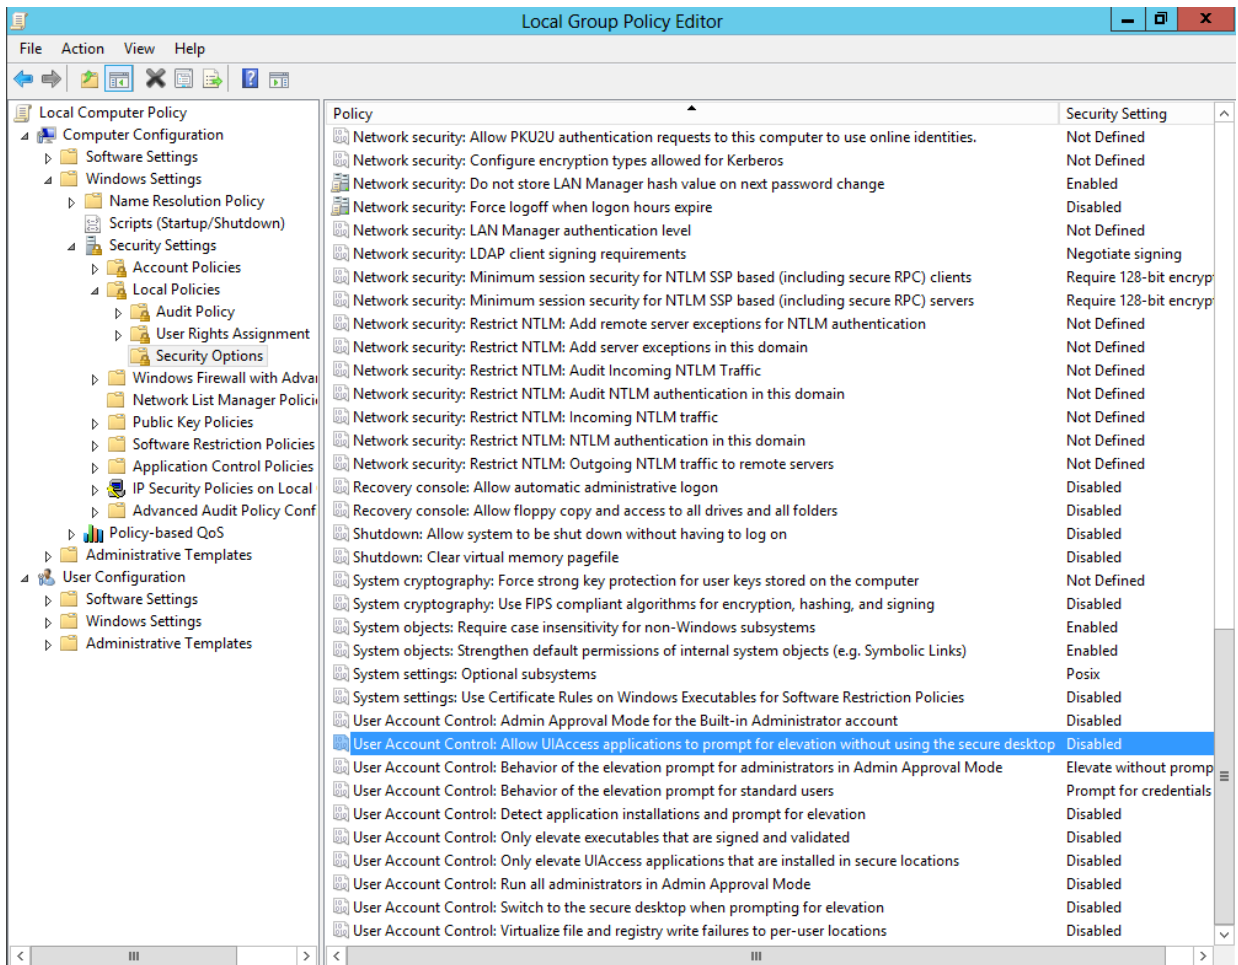 Local Group Policy Editor
File Action View Help
Local Computer Policy
Computer Configuration
Software Settings
Windows Settings
Name Resolution Policy
Scripts (Startup/Shutdown)
Security Settings
Account Policies
Local Policies
Audit Policy
User Rights Assignment
Security Options
Windows Firewall with Advar
Network List Manager Polici
Public Key Policies
Software Restriction Policies
Application Control Policies
IP Security Policies on Local
Advanced Audit Policy Conf
Policy-based QoS
Administrative Templates
User Configuration
Software Settings
Windows Settings
Administrative Templates
Policy Security Setting
Network security: Allow PKU2U authentication requests to this computer to use online identities. Not Defined
Network security: Configure encryption types allowed for Kerberos Not Defined
Network security: Do not store LAN Manager hash value on next password change Enabled
Network security: Force logoff when logon hours expire Disabled
Network security: LAN Manager authentication level Not Defined
Network security: LDAP client signing requirements Negotiate signing
Network security: Minimum session security for NTLM SSP based (including secure RPC) clients Require 128-bit encryp
Network security: Minimum session security for NTLM SSP based (including secure RPC) servers Require 128-bit encryp
Network security: Restrict NTLM: Add remote server exceptions for NTLM authentication Not Defined
Network security: Restrict NTLM: Add server exceptions in this domain Not Defined
Network security: Restrict NTLM: Audit Incoming NTLM Traffic Not Defined
Network security: Restrict NTLM: Audit NTLM authentication in this domain Not Defined
Network security: Restrict NTLM: Incoming NTLM traffic Not Defined
Network security: Restrict NTLM: NTLM authentication in this domain Not Defined
Network security: Restrict NTLM: Outgoing NTLM traffic to remote servers Not Defined
Recovery console: Allow automatic administrative logon Disabled
Recovery console: Allow floppy copy and access to all drives and all folders Disabled
Shutdown: Allow system to be shut down without having to log on Disabled
Shutdown: Clear virtual memory pagefile Disabled
System cryptography: Force strong key protection for user keys stored on the computer Not Defined
System cryptography: Use FIPS compliant algorithms for encryption, hashing, and signing Disabled
System objects: Require case insensitivity for non-Windows subsystems Enabled
System objects: Strengthen default permissions of internal system objects (e.g. Symbolic Links) Enabled
System settings: Optional subsystems Posix
System settings: Use Certificate Rules on Windows Executables for Software Restriction Policies Disabled
User Account Control: Admin Approval Mode for the Built-in Administrator account Disabled
User Account Control: Allow UIAccess applications to prompt for elevation without using the secure desktop Disabled
User Account Control: Behavior of the elevation prompt for administrators in Admin Approval Mode Elevate without promp
User Account Control: Behavior of the elevation prompt for standard users Prompt for credentials
User Account Control: Detect application installations and prompt for elevation Disabled
User Account Control: Only elevate executables that are signed and validated Disabled
User Account Control: Only elevate UIAccess applications that are installed in secure locations Disabled
User Account Control: Run all administrators in Admin Approval Mode Disabled
User Account Control: Switch to the secure desktop when prompting for elevation Disabled
User Account Control: Virtualize file and registry write failures to per-user locations Disabled